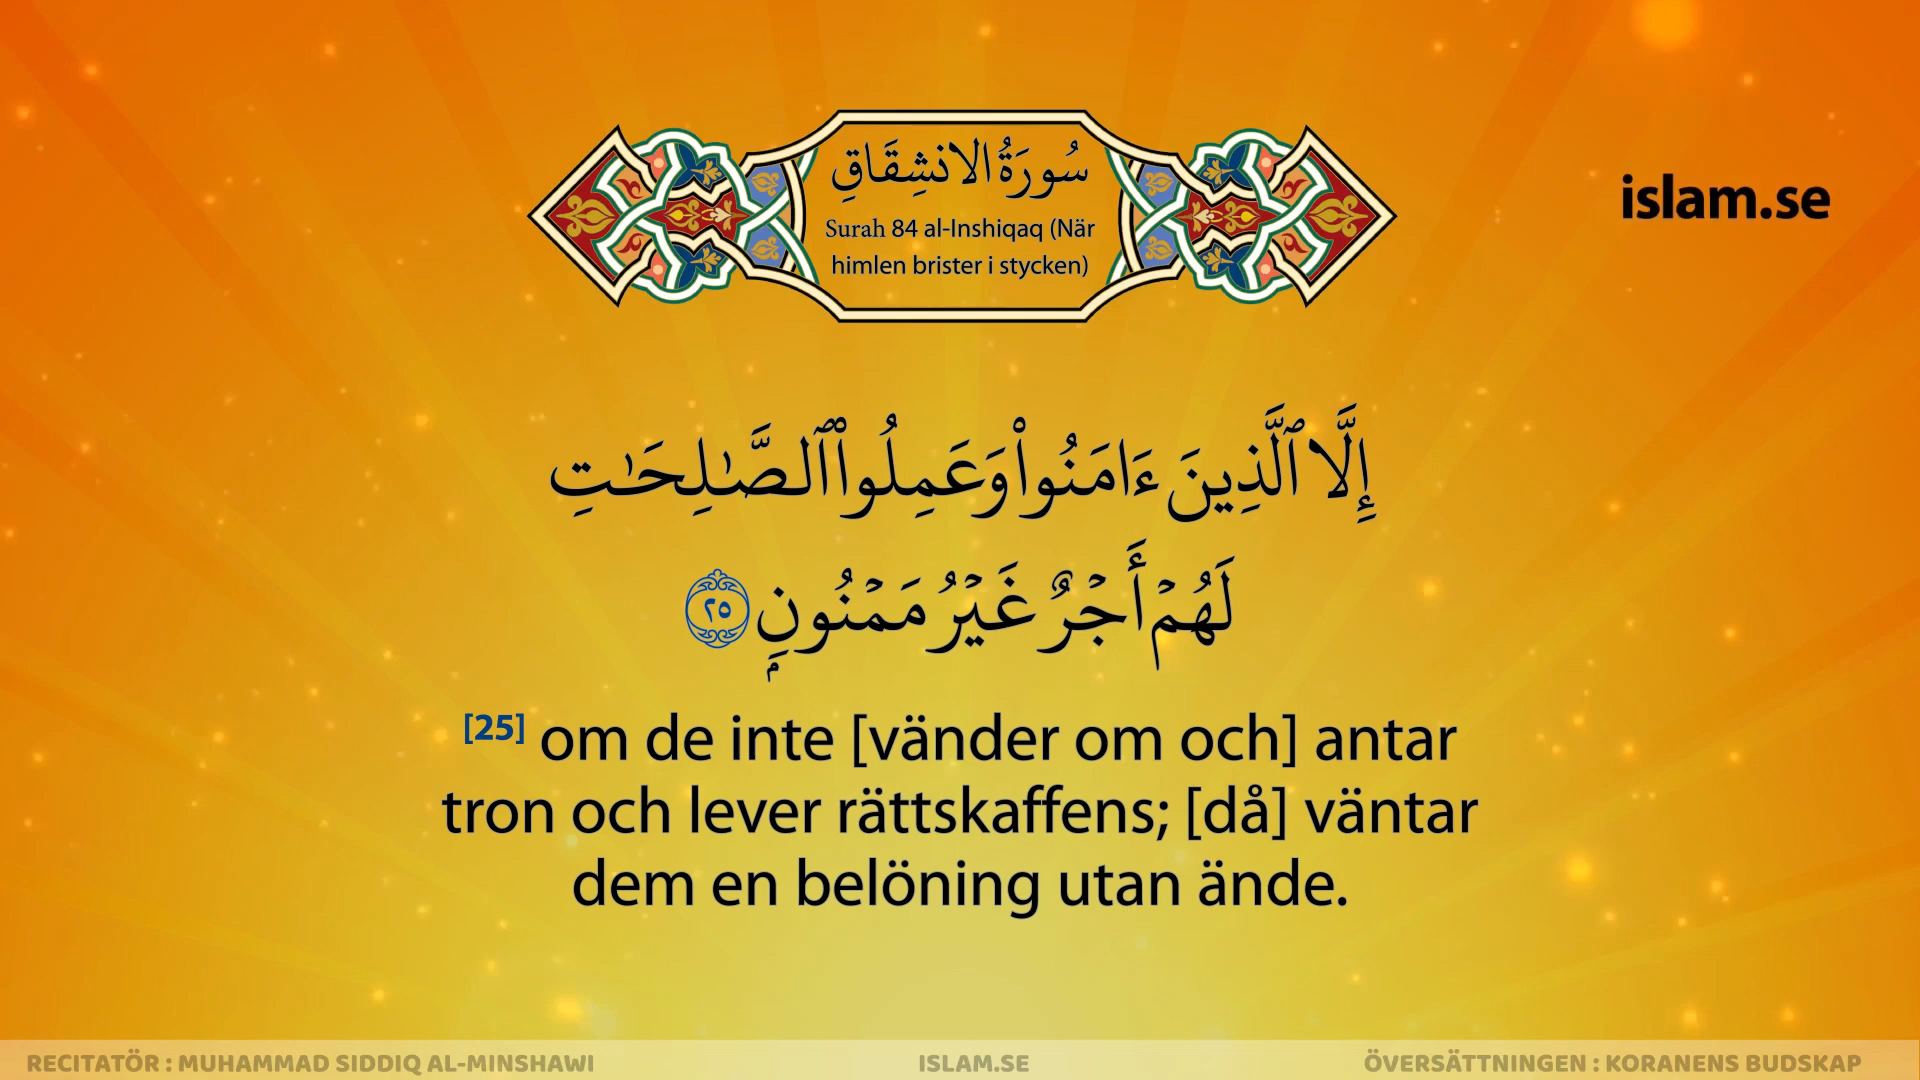 سُورَةُ الانشِقَاقِ
Surah 84 al-Inshiqaq (När
himlen brister i stycken)
islam.se
إِلَّا ٱلَّذِينَ ءَامَنُوا۟ وَعَمِلُوا۟ ٱلصَّـٰلِحَـٰتِ
لَهُمۡ أَجۡرٌ غَيۡرُ مَمۡنُونِۭ ٢٥
[25] om de inte [vänder om och] antar
tron och lever rättskaffens; [då] väntar
dem en belöning utan ände.
RECITATÖR : MUHAMMAD SIDDIQ AL-MINSHAWI
ISLAM.SE
ÖVERSÄTTNINGEN : KORANENS BUDSKAP